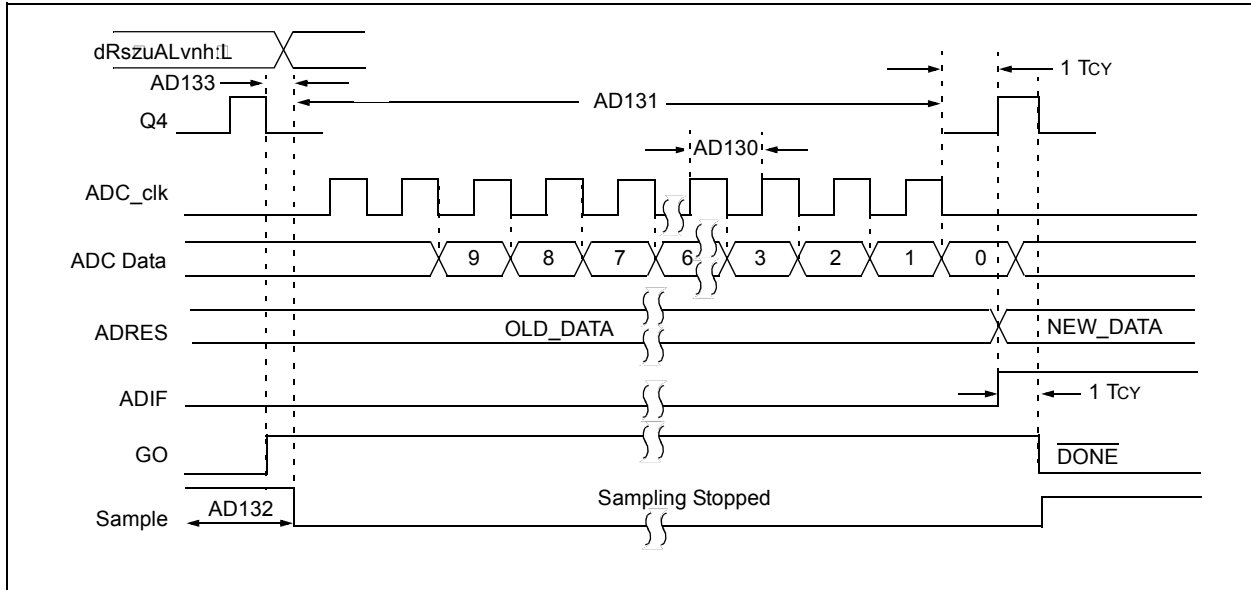 dRszuALvnh:L
AD133
1 TCY
AD131
Q4
AD130
ADC_clk
ADC Data
9 8 7 6 3 2 1 0
OLD_DATA
NEW_DATA
ADRES
ADIF
1 TCY
GO
DONE
Sampling Stopped
AD132
Sample